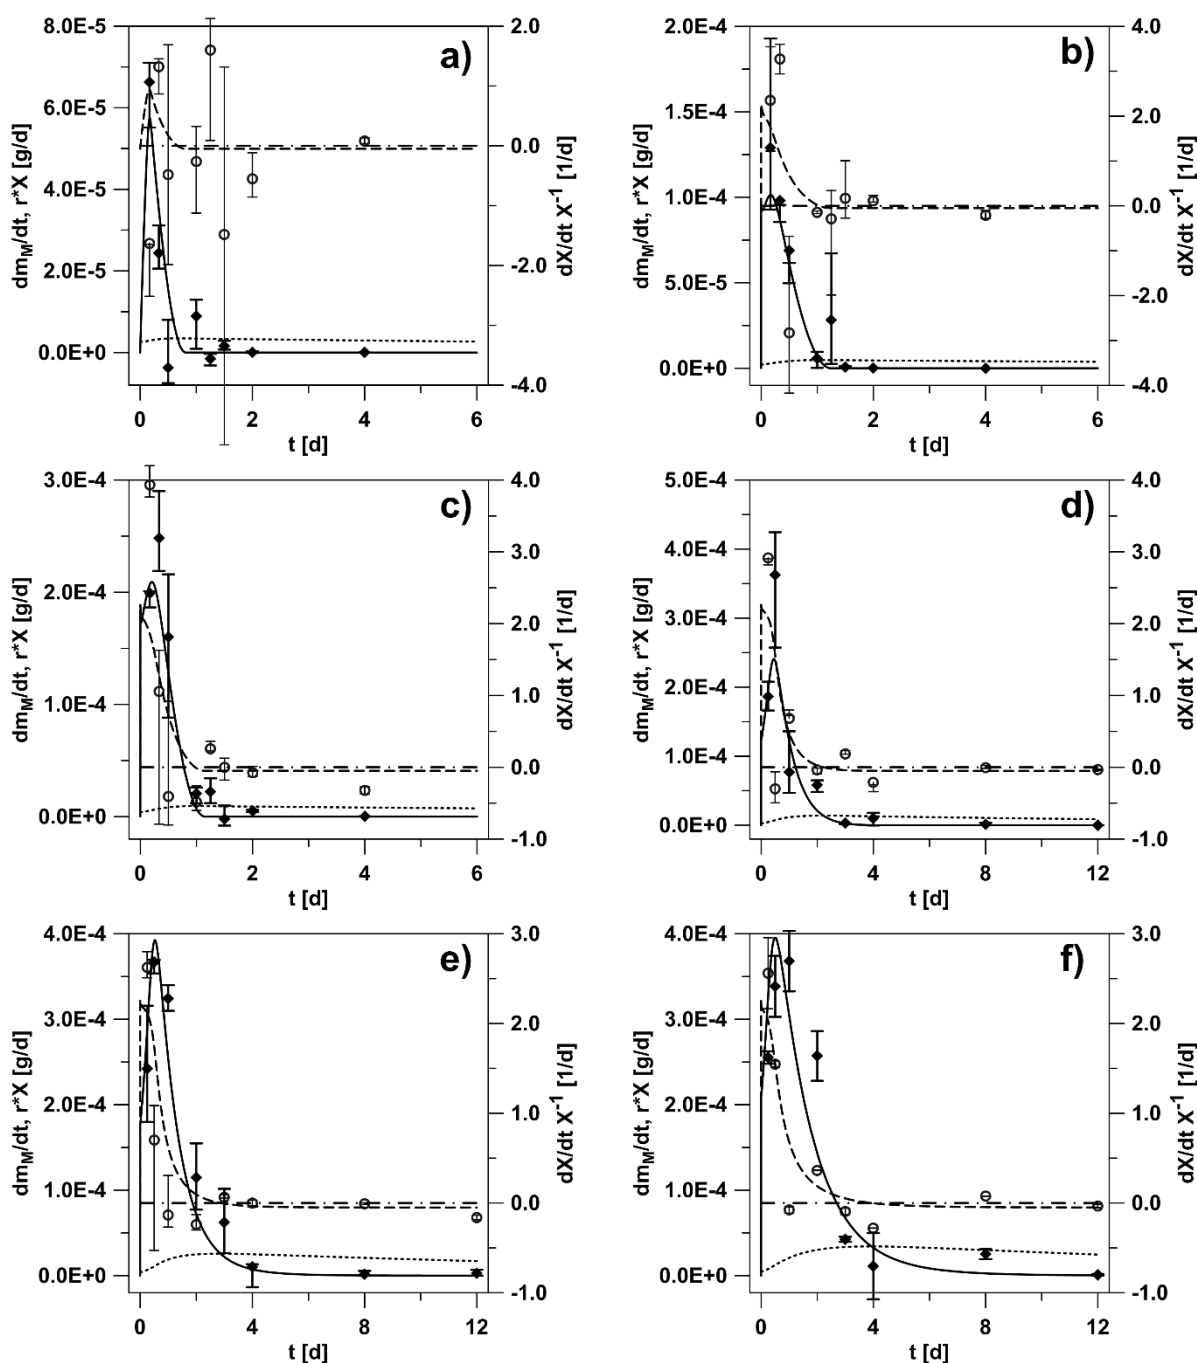 a)
8.0E-5
6.0E-5
4.0E-5
2.0E-5
0.0E+0
dm_M/dt, r*X [g/d]
2.0
0.0
-2.0
-4.0
dX/dt X^-1 [1/d]
0 2 4 6
t [d]
b)
2.0E-4
1.5E-4
1.0E-4
5.0E-5
0.0E+0
dm_M/dt, r*X [g/d]
4.0
2.0
0.0
-2.0
-4.0
dX/dt X^-1 [1/d]
0 2 4 6
t [d]
c)
3.0E-4
2.0E-4
1.0E-4
0.0E+0
dm_M/dt, r*X [g/d]
4.0
3.0
2.0
1.0
0.0
-1.0
dX/dt X^-1 [1/d]
0 2 4 6
t [d]
d)
5.0E-4
4.0E-4
3.0E-4
2.0E-4
1.0E-4
0.0E+0
dm_M/dt, r*X [g/d]
4.0
3.0
2.0
1.0
0.0
-1.0
dX/dt X^-1 [1/d]
0 4 8 12
t [d]
e)
4.0E-4
3.0E-4
2.0E-4
1.0E-4
0.0E+0
dm_M/dt, r*X [g/d]
3.0
2.0
1.0
0.0
-1.0
dX/dt X^-1 [1/d]
0 4 8 12
t [d]
f)
4.0E-4
3.0E-4
2.0E-4
1.0E-4
0.0E+0
dm_M/dt, r*X [g/d]
3.0
2.0
1.0
0.0
-1.0
dX/dt X^-1 [1/d]
0 4 8 12
t [d]